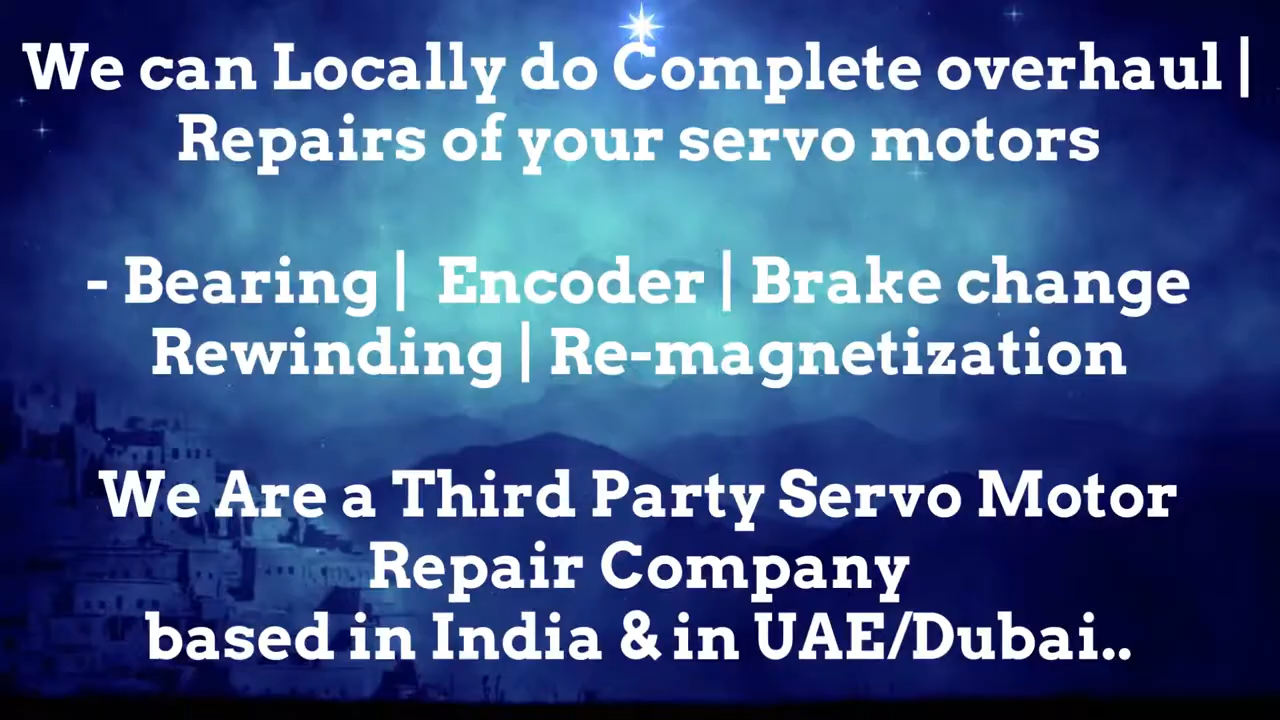 We can Locally do Complete overhaul |
Repairs of your servo motors
- Bearing | Encoder | Brake change
Rewinding | Re-magnetization
We Are a Third Party Servo Motor
Repair Company
based in India & in UAE/Dubai..